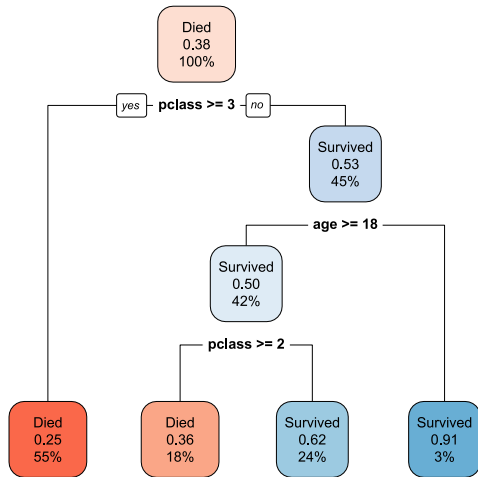 Died
0.38
100%
yes pclass >= 3 no
Survived
0.53
45%
age >= 18
Survived
0.50
42%
pclass >= 2
Died
0.25
55%
Died
0.36
18%
Survived
0.62
24%
Survived
0.91
3%